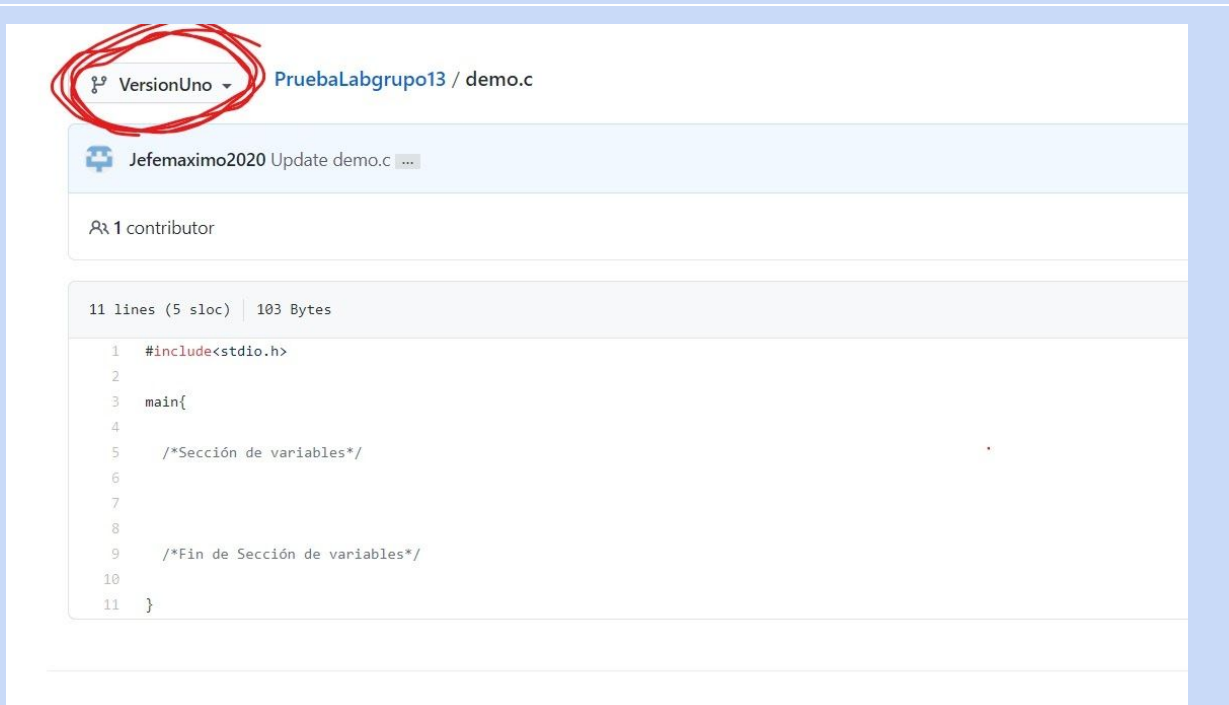 VersionUno PruebaLabgrupo13 / demo.c
Jefemaximo2020 Update demo.c ...
1 contributor
11 lines (5 sloc) 103 Bytes
1 #include<stdio.h>
2
3 main{
4
5 /*Sección de variables*/
6
7
8
9 /*Fin de Sección de variables*/
10
11 }